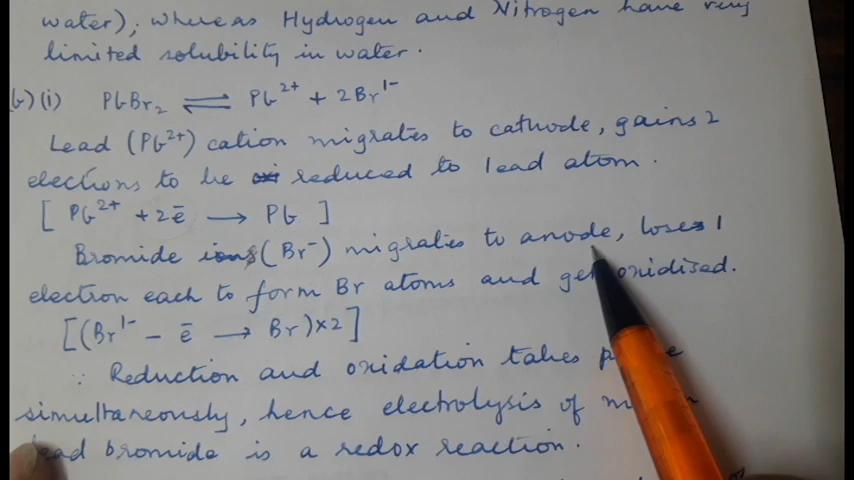 water); whereas Hydrogen and Nitrogen have very
limited solubility in water.
b)(i) PbBr₂ ⇌ Pb²⁺ + 2Br¹⁻
Lead (Pb²⁺) cation migrates to cathode, gains 2
electrons to be reduced to lead atom.
[ Pb²⁺ + 2ē → Pb ]
Bromide ions (Br⁻) migrates to anode, loses 1
electron each to form Br atoms and get oxidised.
[(Br¹⁻ – ē → Br)×2]
∵ Reduction and oxidation takes
simultaneously, hence electrolysis of
lead bromide is a redox reaction.